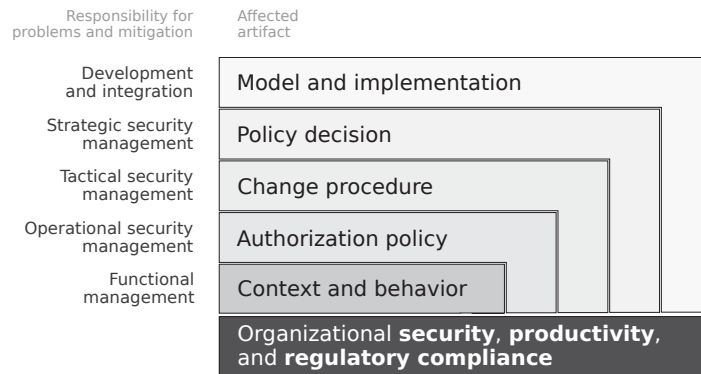 Responsibility for
problems and mitigation
Affected
artifact
Development
and integration
Model and implementation
Strategic security
management
Policy decision
Tactical security
management
Change procedure
Operational security
management
Authorization policy
Functional
management
Context and behavior
Organizational security, productivity,
and regulatory compliance